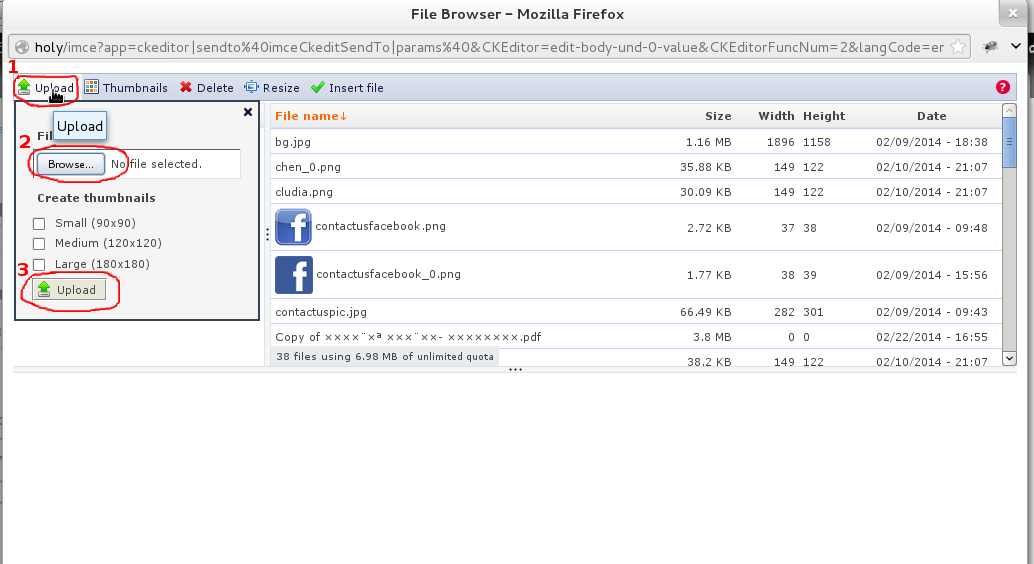 File Browser – Mozilla Firefox
holy/imce?app=ckeditor|sendto%40imceCkeditSendTo|params%40&CKEditor=edit-body-und-0-value&CKEditorFuncNum=2&langCode=er
1
Upload Thumbnails Delete Resize Insert file ?
Upload
Fil
2
Browse... No file selected.
Create thumbnails
Small (90x90)
Medium (120x120)
3 Large (180x180)
Upload
File name↓ Size Width Height Date
bg.jpg 1.16 MB 1896 1158 02/09/2014 - 18:38
chen_0.png 35.88 KB 149 122 02/10/2014 - 21:07
cludia.png 30.09 KB 149 122 02/10/2014 - 21:07
f contactusfacebook.png 2.72 KB 37 38 02/09/2014 - 09:48
f contactusfacebook_0.png 1.77 KB 38 39 02/09/2014 - 15:56
contactuspic.jpg 66.49 KB 282 301 02/09/2014 - 09:43
Copy of ××××¨×ª ×××¨××- ××××××××.pdf 3.8 MB 0 0 02/22/2014 - 16:55
38.2 KB 149 122 02/10/2014 - 21:07
38 files using 6.98 MB of unlimited quota